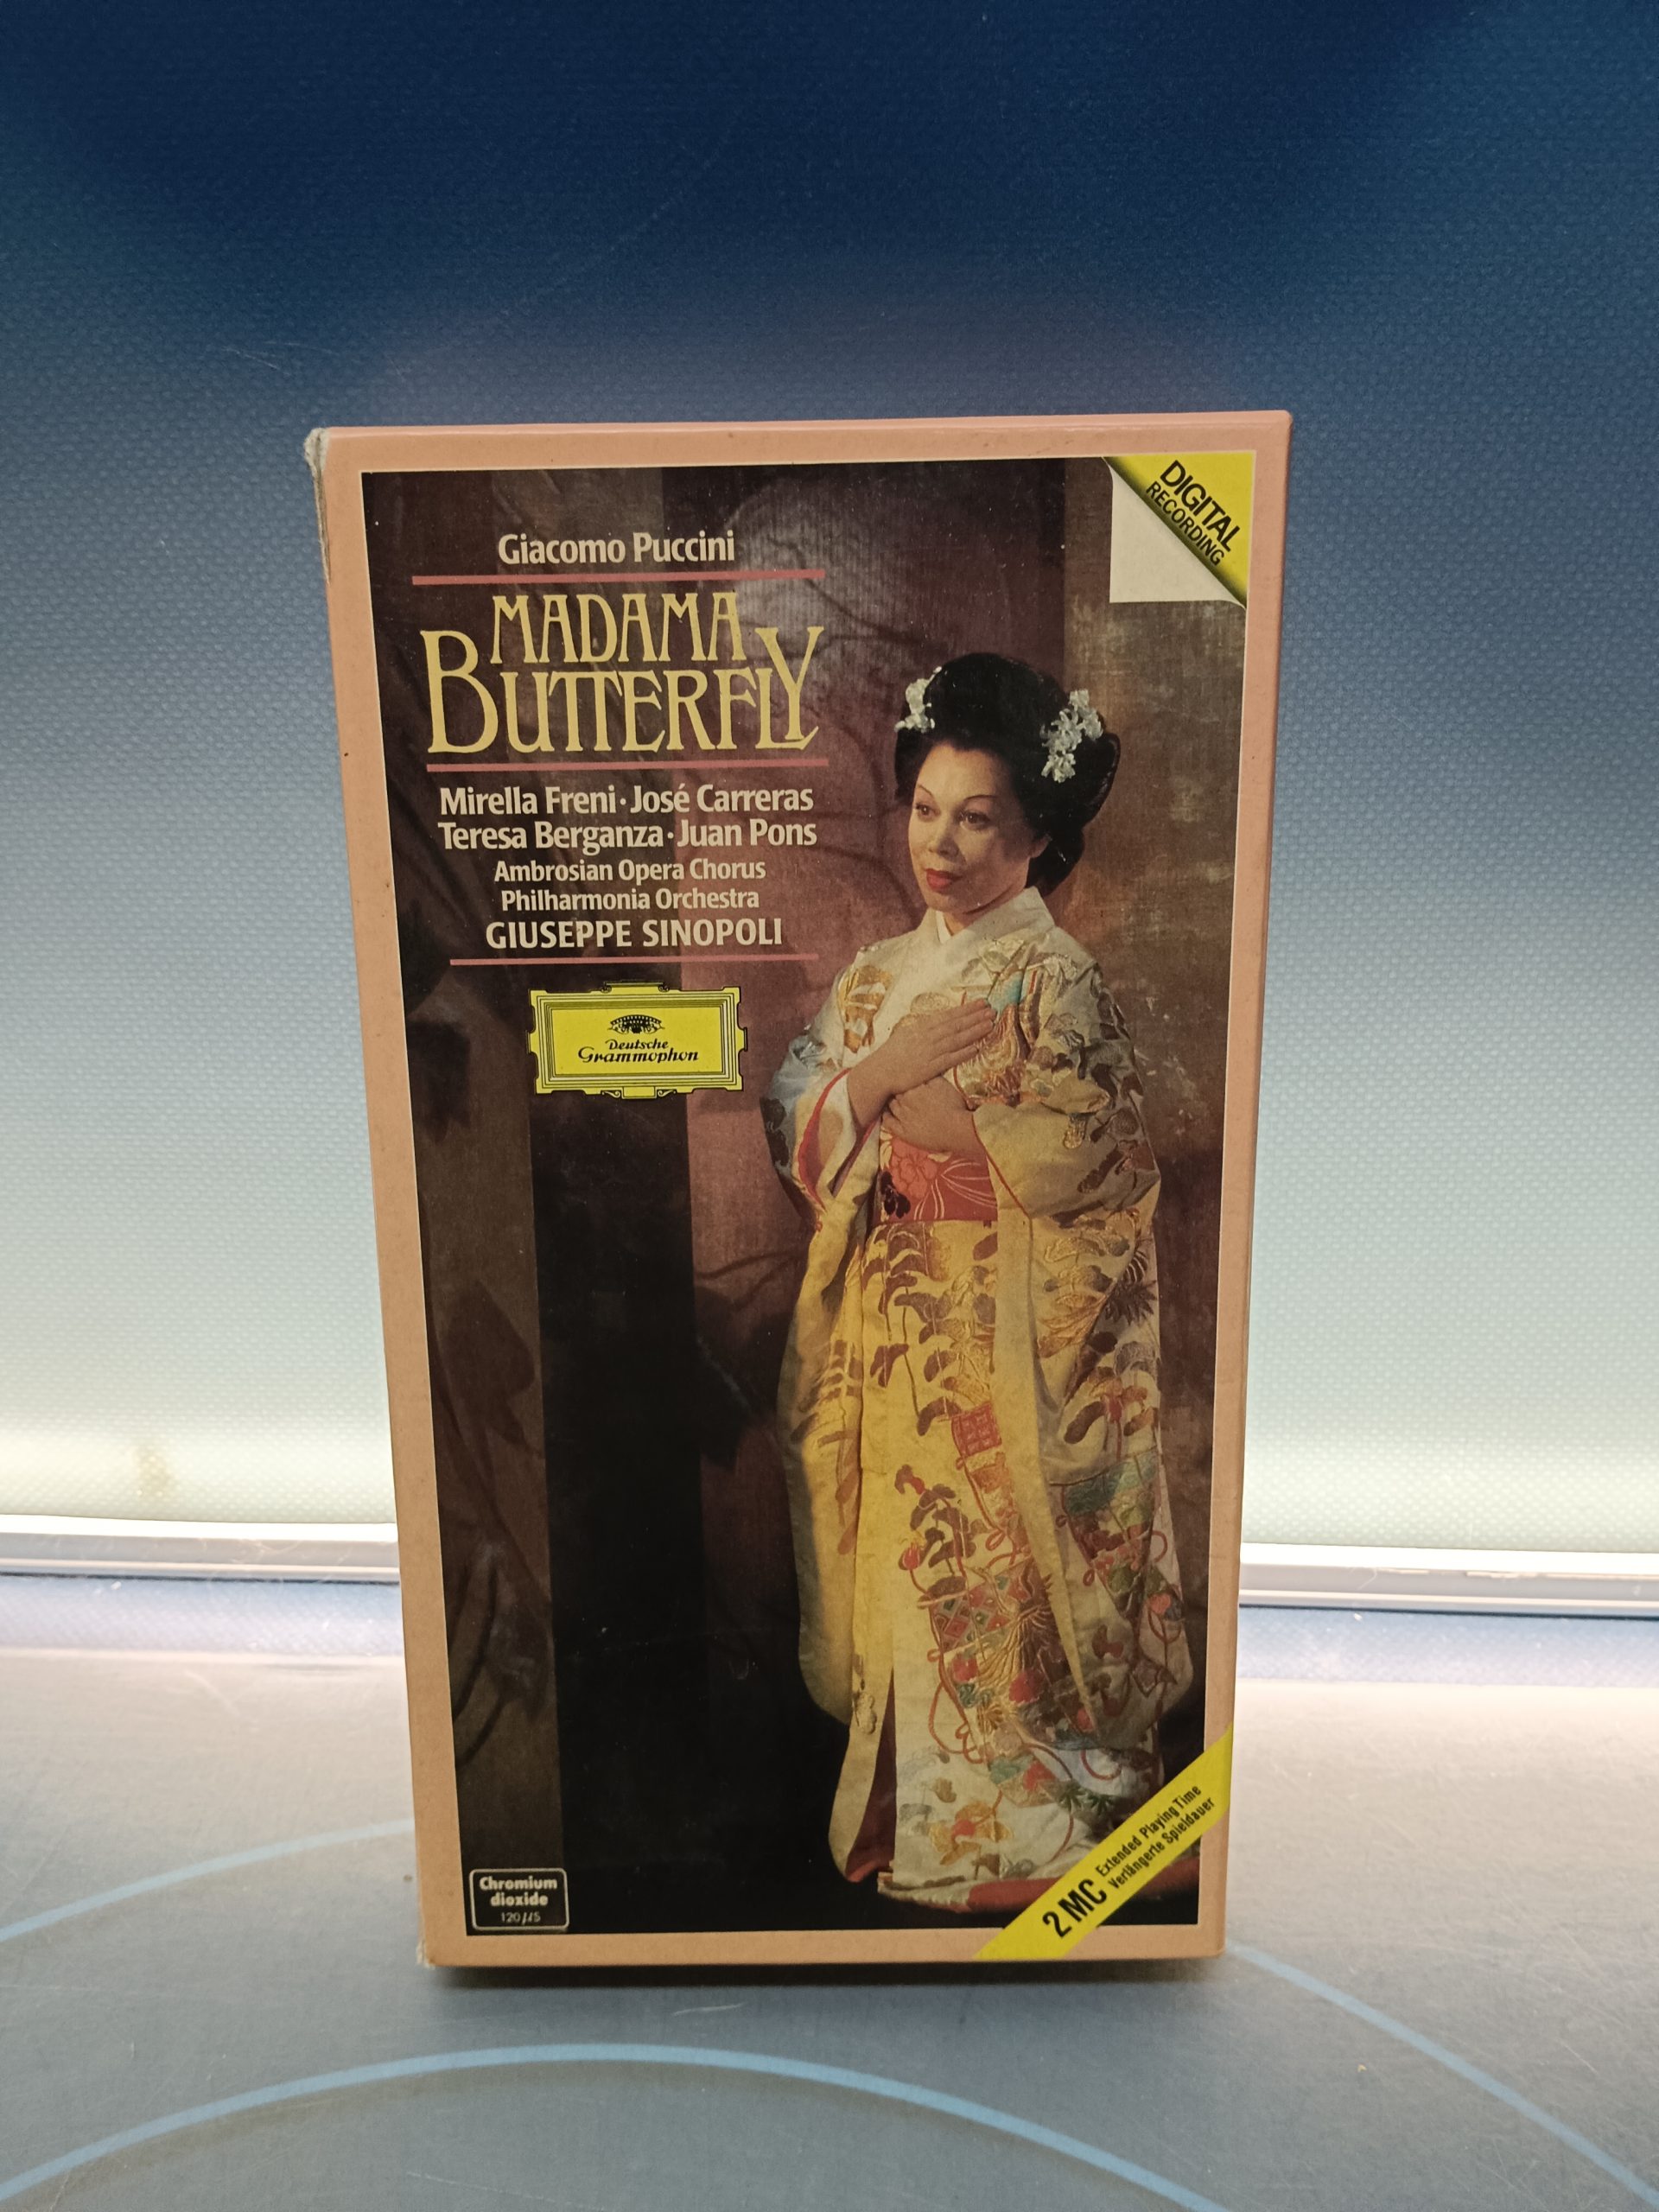 DIGITAL
RECORDING
Giacomo Puccini
MADAMA
BUTTERFLY
Mirella Freni · José Carreras
Teresa Berganza · Juan Pons
Ambrosian Opera Chorus
Philharmonia Orchestra
GIUSEPPE SINOPOLI
Deutsche
Grammophon
Chromium
dioxide
120 µS
2 MC Extended Playing Time
Verlängerte Spieldauer